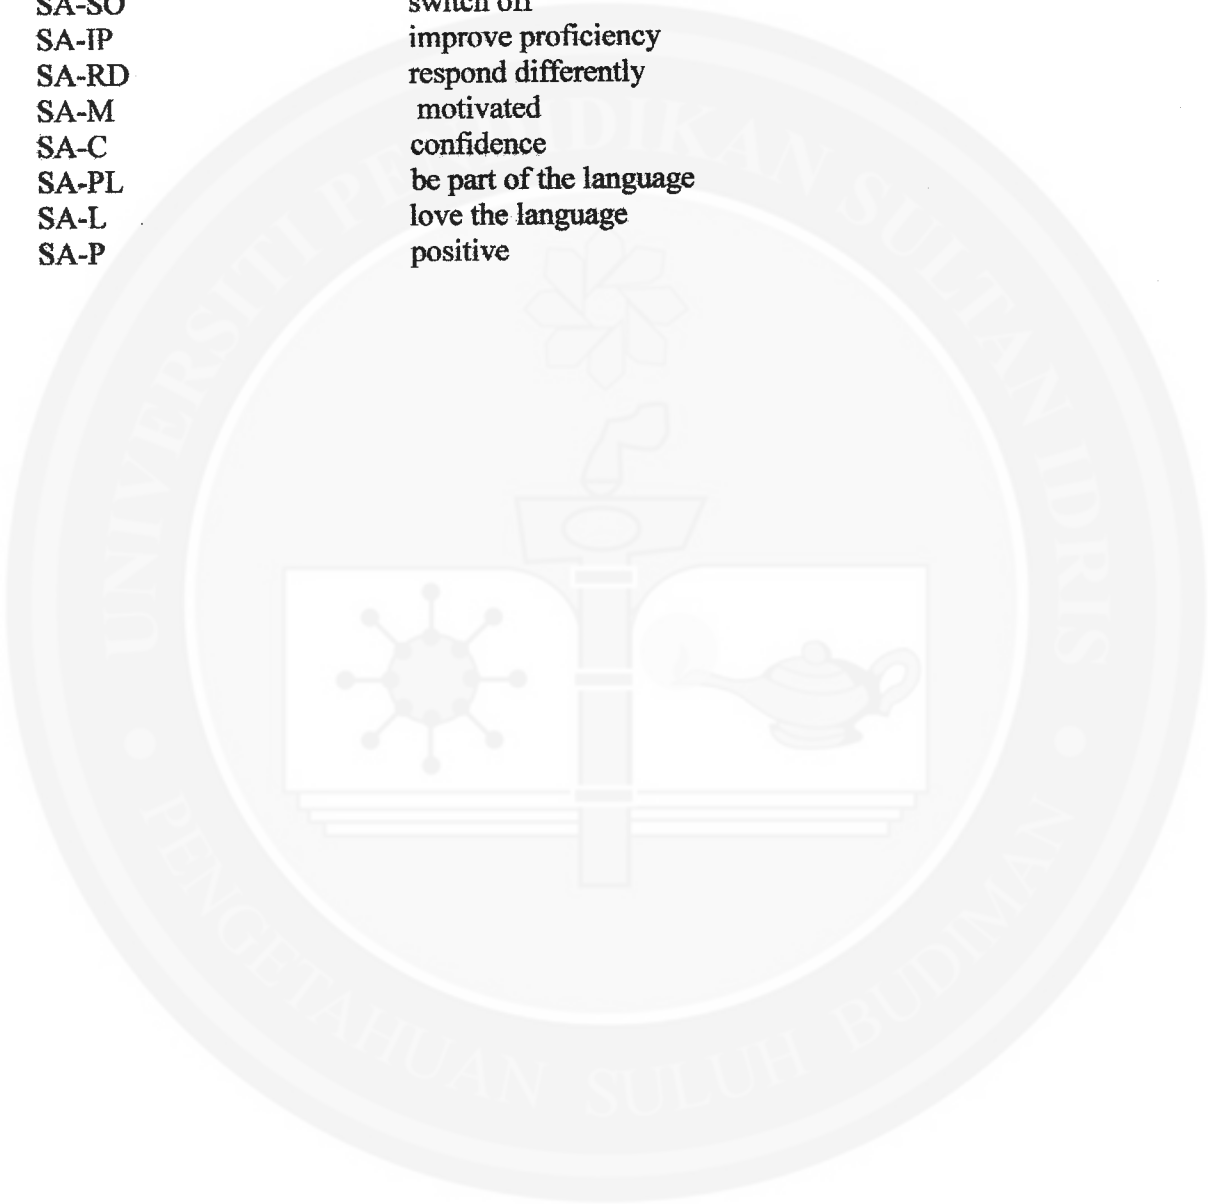 SA-SO switch off
SA-IP improve proficiency
SA-RD respond differently
SA-M motivated
SA-C confidence
SA-PL be part of the language
SA-L love the language
SA-P positive
UNIVERSITI PENDIDIKAN SULTAN IDRIS
PENGETAHUAN SULUH BUDIMAN